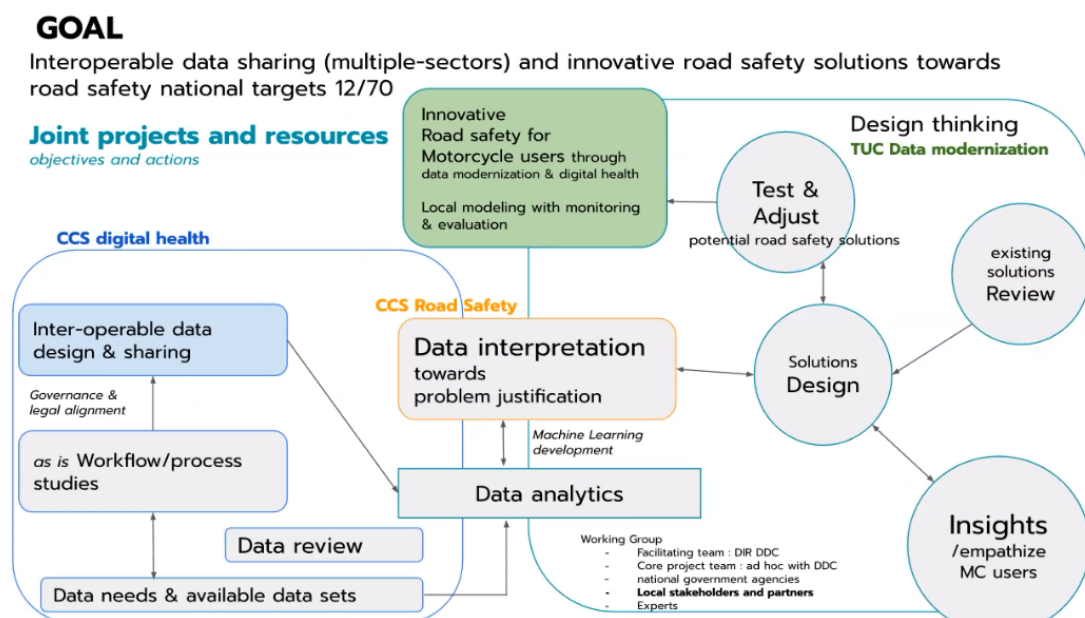 GOAL
Interoperable data sharing (multiple-sectors) and innovative road safety solutions towards
road safety national targets 12/70
Joint projects and resources
objectives and actions
Innovative
Road safety for
Motorcycle users through
data modernization & digital health
Local modeling with monitoring
& evaluation
Design thinking
TUC Data modernization
Test &
Adjust
potential road safety solutions
existing
solutions
Review
CCS digital health
CCS Road Safety
Inter-operable data
design & sharing
Data interpretation
towards
problem justification
Solutions
Design
Governance &
legal alignment
Machine Learning
development
as is Workflow/process
studies
Data analytics
Insights
/empathize
MC users
Data review
Data needs & available data sets
Working Group
- Facilitating team : DIR DDC
- Core project team : ad hoc with DDC
- national government agencies
- Local stakeholders and partners
- Experts